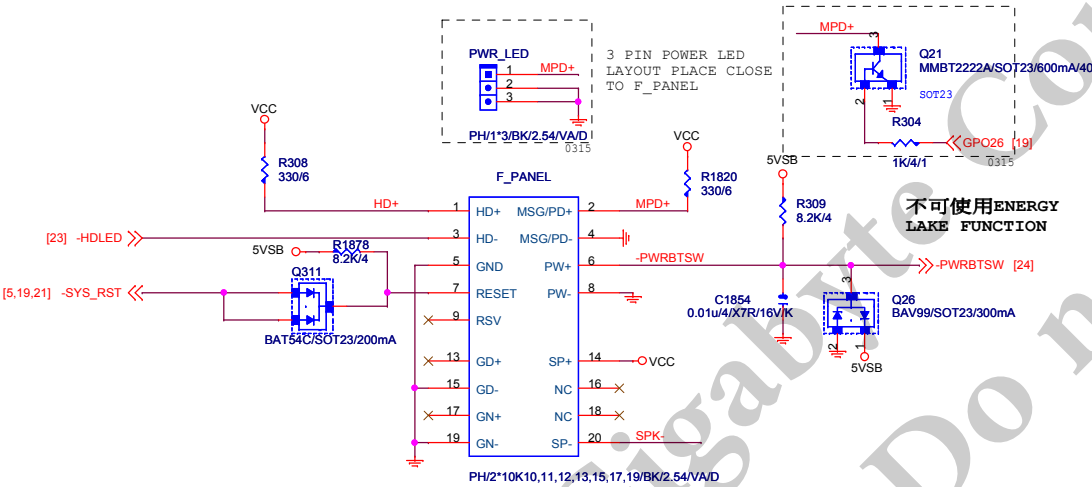 MPD+
3
Q21
MMBT2222A/SOT23/600mA/40
SOT23
2
1
R304
GPO26 [19]
1K/4/1
0315
PWR_LED
1
MPD+
2
3
3 PIN POWER LED
LAYOUT PLACE CLOSE
TO F_PANEL
PH/1*3/BK/2.54/VA/D
0315
VCC
R308
330/6
VCC
R1820
330/6
5VSB
R309
8.2K/4
不可使用ENERGY
LAKE FUNCTION
F_PANEL
HD+
1
HD+
MSG/PD+
2
MPD+
[23] -HDLED
3
HD-
MSG/PD-
4
5VSB
R1878
8.2K/4
5
GND
PW+
6
-PWRBTSW
-PWRBTSW [24]
Q311
[5,19,21] -SYS_RST
7
RESET
PW-
8
BAT54C/SOT23/200mA
9
RSV
C1854
0.01u/4/X7R/16V/K
3
Q26
BAV99/SOT23/300mA
2
1
5VSB
13
GD+
SP+
14
VCC
15
GD-
NC
16
17
GN+
NC
18
19
GN-
SP-
20
SPK-
PH/2*10K10,11,12,13,15,17,19/BK/2.54/VA/D
Gigabyte Con
Do n